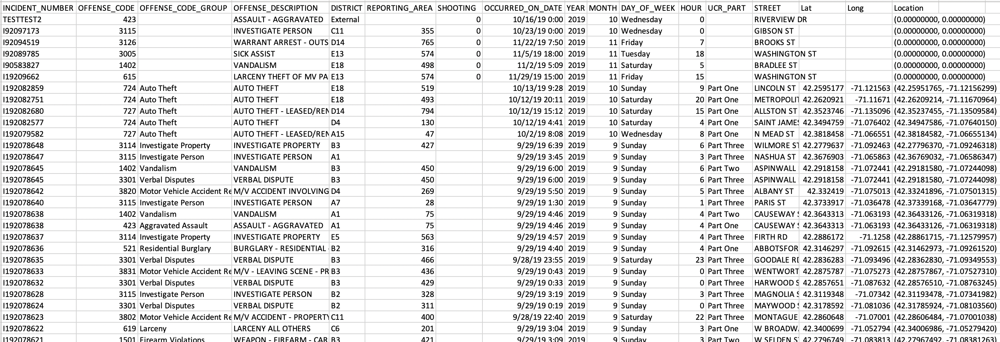 INCIDENT_NUMBER OFFENSE_CODE OFFENSE_CODE_GROUP OFFENSE_DESCRIPTION DISTRICT REPORTING_AREA SHOOTING OCCURRED_ON_DATE YEAR MONTH DAY_OF_WEEK HOUR UCR_PART STREET Lat Long Location
TESTTEST2 423 ASSAULT - AGGRAVATED External 0 10/16/19 0:00 2019 10 Wednesday 0 RIVERVIEW DR (0.00000000, 0.00000000)
I92097173 3115 INVESTIGATE PERSON C11 355 0 10/23/19 0:00 2019 10 Wednesday 0 GIBSON ST (0.00000000, 0.00000000)
I92094519 3126 WARRANT ARREST - OUTS D14 765 0 11/22/19 7:50 2019 11 Friday 7 BROOKS ST (0.00000000, 0.00000000)
I92089785 3005 SICK ASSIST E13 574 0 11/5/19 18:00 2019 11 Tuesday 18 WASHINGTON ST (0.00000000, 0.00000000)
I90583827 1402 VANDALISM E18 498 0 11/2/19 5:09 2019 11 Saturday 5 BRADLEE ST (0.00000000, 0.00000000)
I19209662 615 LARCENY THEFT OF MV PA E13 574 0 11/29/19 15:00 2019 11 Friday 15 WASHINGTON ST (0.00000000, 0.00000000)
I192082859 724 Auto Theft AUTO THEFT E18 519 10/13/19 9:28 2019 10 Sunday 9 Part One LINCOLN ST 42.2595177 -71.121563 (42.25951765, -71.12156299)
I192082751 724 Auto Theft AUTO THEFT E18 493 10/12/19 20:11 2019 10 Saturday 20 Part One METROPOLIT 42.2620921 -71.11671 (42.26209214, -71.11670964)
I192082680 727 Auto Theft AUTO THEFT - LEASED/REN D14 794 10/12/19 15:12 2019 10 Saturday 15 Part One ALLSTON ST 42.3523746 -71.135096 (42.35237455, -71.13509584)
I192082577 724 Auto Theft AUTO THEFT D4 130 10/12/19 4:41 2019 10 Saturday 4 Part One SAINT JAMES 42.3494759 -71.076402 (42.34947586, -71.07640150)
I192079582 727 Auto Theft AUTO THEFT - LEASED/REN A15 47 10/2/19 8:08 2019 10 Wednesday 8 Part One N MEAD ST 42.3818458 -71.066551 (42.38184582, -71.06655134)
I192078648 3114 Investigate Property INVESTIGATE PROPERTY B3 427 9/29/19 6:39 2019 9 Sunday 6 Part Three WILMORE ST 42.2779637 -71.092463 (42.27796370, -71.09246318)
I192078647 3115 Investigate Person INVESTIGATE PERSON A1 9/29/19 3:45 2019 9 Sunday 3 Part Three NASHUA ST 42.3676903 -71.065863 (42.36769032, -71.06586347)
I192078645 1402 Vandalism VANDALISM B3 450 9/29/19 6:00 2019 9 Sunday 6 Part Two ASPINWALL 42.2918158 -71.072441 (42.29181580, -71.07244098)
I192078645 3301 Verbal Disputes VERBAL DISPUTE B3 450 9/29/19 6:00 2019 9 Sunday 6 Part Three ASPINWALL 42.2918158 -71.072441 (42.29181580, -71.07244098)
I192078642 3820 Motor Vehicle Accident Re M/V ACCIDENT INVOLVING D4 269 9/29/19 5:50 2019 9 Sunday 5 Part Three ALBANY ST 42.332419 -71.075013 (42.33241896, -71.07501315)
I192078640 3115 Investigate Person INVESTIGATE PERSON A7 28 9/29/19 1:30 2019 9 Sunday 1 Part Three PARIS ST 42.3733917 -71.036478 (42.37339168, -71.03647779)
I192078638 1402 Vandalism VANDALISM A1 75 9/29/19 4:46 2019 9 Sunday 4 Part Two CAUSEWAY S 42.3643313 -71.063193 (42.36433126, -71.06319318)
I192078638 423 Aggravated Assault ASSAULT - AGGRAVATED A1 75 9/29/19 4:46 2019 9 Sunday 4 Part One CAUSEWAY S 42.3643313 -71.063193 (42.36433126, -71.06319318)
I192078637 3114 Investigate Property INVESTIGATE PROPERTY E5 563 9/29/19 4:57 2019 9 Sunday 4 Part Three FIRTH RD 42.2886172 -71.1258 (42.28861715, -71.12579957)
I192078636 521 Residential Burglary BURGLARY - RESIDENTIAL - B2 316 9/29/19 4:40 2019 9 Sunday 4 Part One ABBOTSFOR 42.3146297 -71.092615 (42.31462973, -71.09261520)
I192078635 3301 Verbal Disputes VERBAL DISPUTE B3 466 9/28/19 23:55 2019 9 Saturday 23 Part Three GOODALE RD 42.2836283 -71.093496 (42.28362830, -71.09349553)
I192078633 3831 Motor Vehicle Accident Re M/V - LEAVING SCENE - PR B3 436 9/29/19 0:43 2019 9 Sunday 0 Part Three WENTWORT 42.2875787 -71.075273 (42.28757867, -71.07527310)
I192078632 3301 Verbal Disputes VERBAL DISPUTE B3 429 9/29/19 0:33 2019 9 Sunday 0 Part Three HARWOOD S 42.2857651 -71.087632 (42.28576510, -71.08763245)
I192078628 3115 Investigate Person INVESTIGATE PERSON B2 328 9/29/19 3:19 2019 9 Sunday 3 Part Three MAGNOLIA S 42.3119348 -71.07342 (42.31193478, -71.07341982)
I192078624 3301 Verbal Disputes VERBAL DISPUTE B2 311 9/29/19 0:19 2019 9 Sunday 0 Part Three MAYWOOD S 42.3178592 -71.081036 (42.31785924, -71.08103560)
I192078623 3802 Motor Vehicle Accident Re M/V ACCIDENT - PROPERTY C11 400 9/28/19 22:40 2019 9 Saturday 22 Part Three MONTAGUE 42.2860648 -71.07001 (42.28606484, -71.07001038)
I192078622 619 Larceny LARCENY ALL OTHERS C6 201 9/29/19 3:04 2019 9 Sunday 3 Part One W BROADWA 42.3400699 -71.052794 (42.34006986, -71.05279420)
I192078621 1501 Firearm Violations WEAPON - FIREARM - CAR B3 421 9/29/19 3:09 2019 9 Sunday 3 Part Two W SELDEN ST 42.2796749 -71.083813 (42.27967492, -71.08381263)